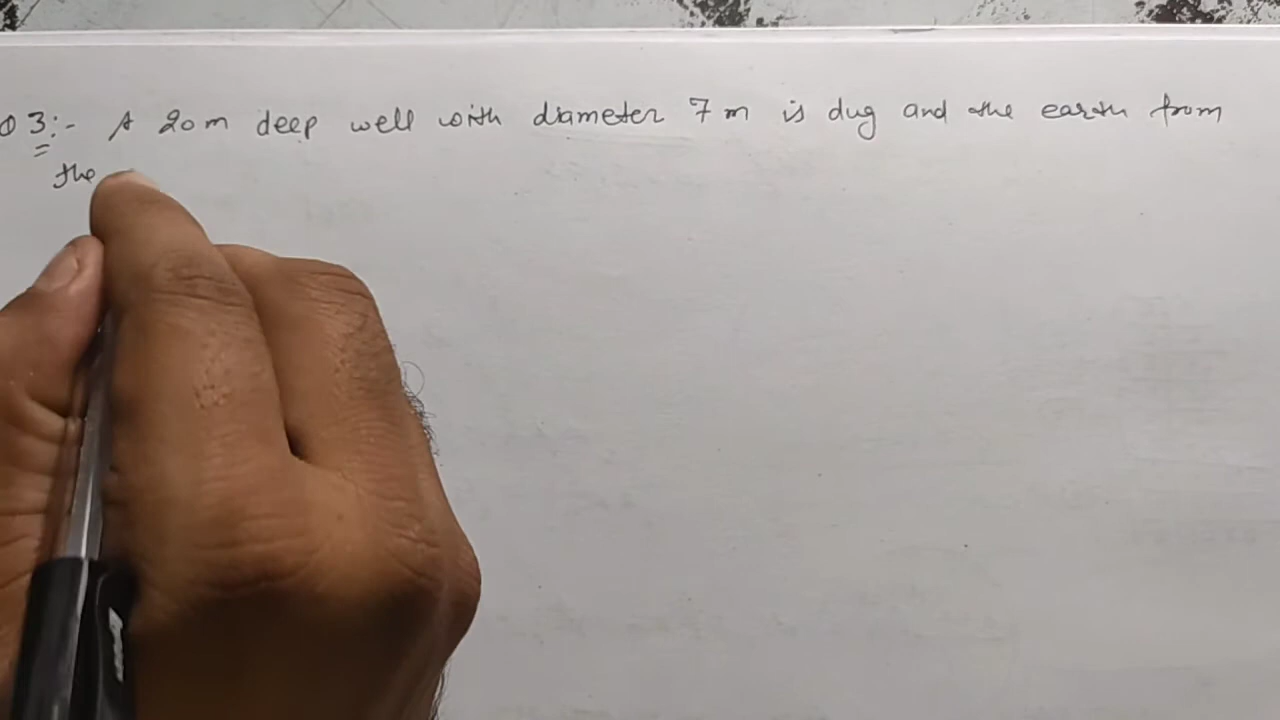 Q 3:- A 20m deep well with diameter 7 m is dug and the earth from
the